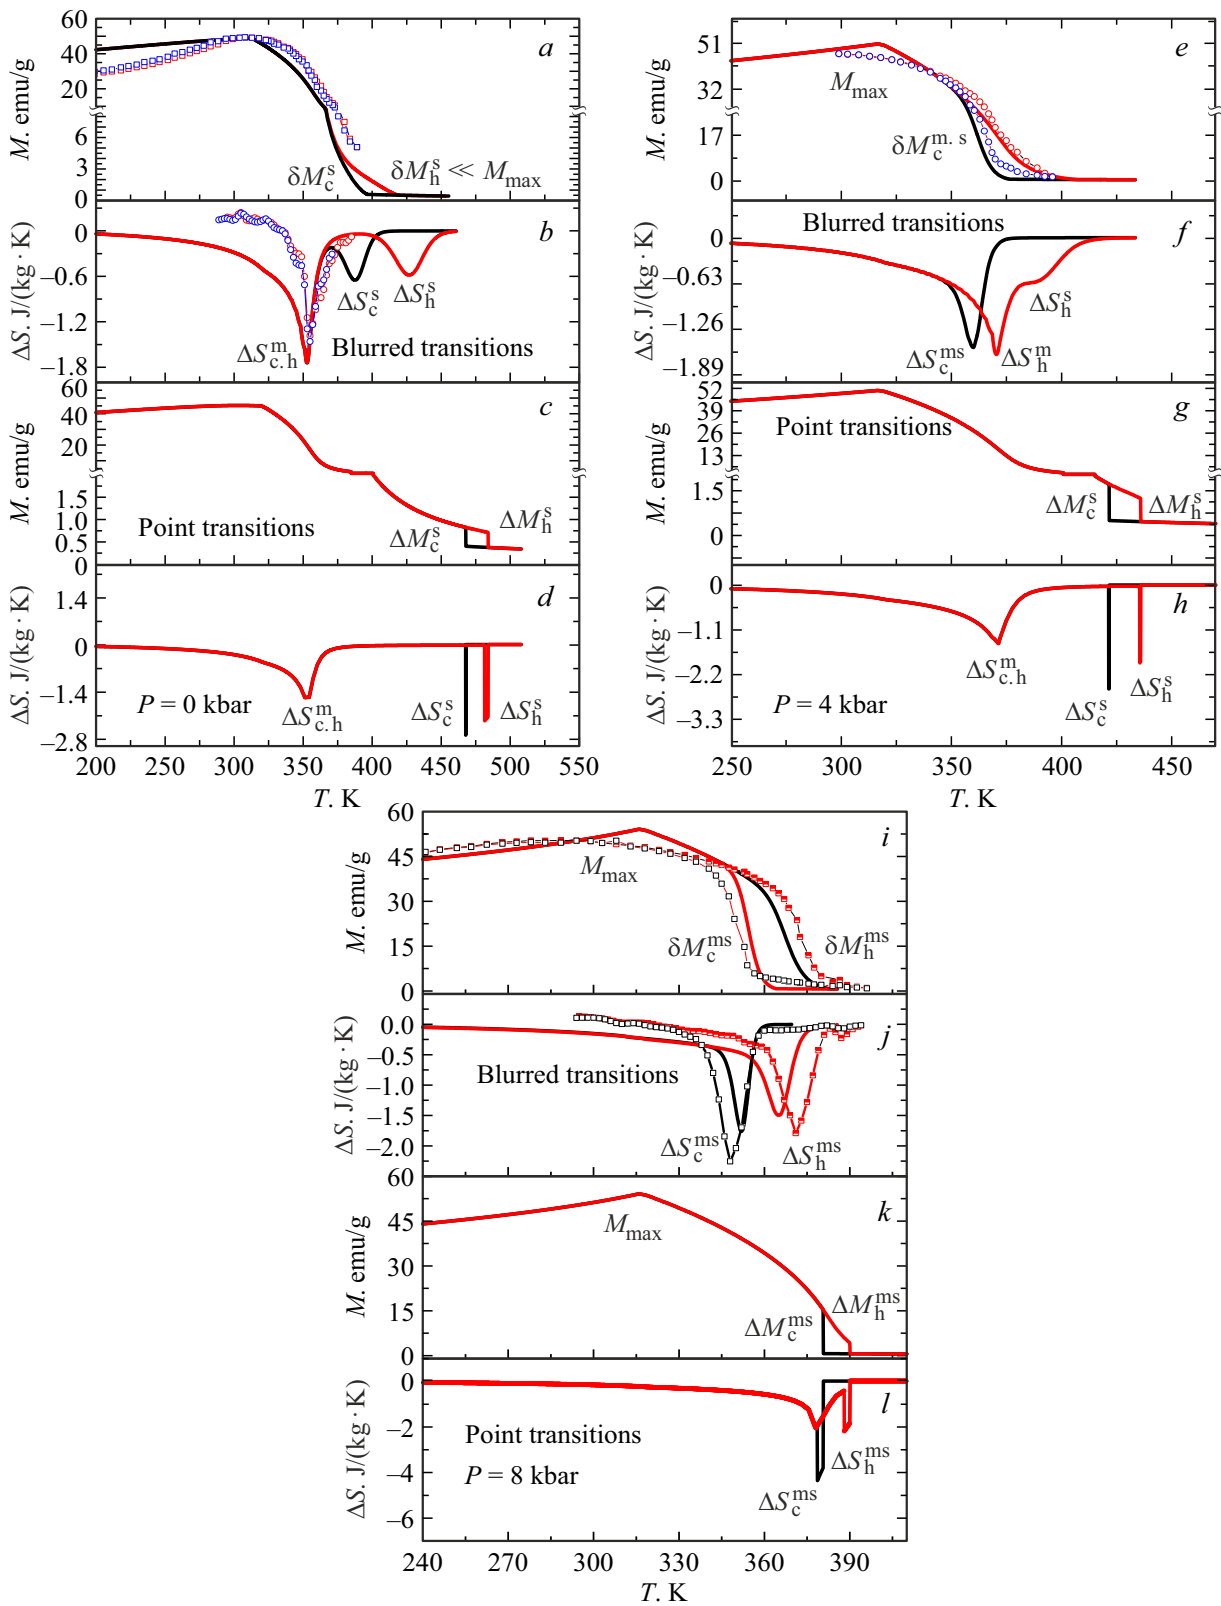 60
50
40
20
6
3
0
M. emu/g
a
δM_c^s
δM_h^s ≪ M_max
0
−0.6
−1.2
−1.8
ΔS. J/(kg · K)
b
ΔS_c^s
ΔS_h^s
ΔS_c.h^m
Blurred transitions
60
40
20
1.5
1.0
0.5
0
M. emu/g
c
Point transitions
ΔM_c^s
ΔM_h^s
1.4
0
−1.4
−2.8
ΔS. J/(kg · K)
d
P = 0 kbar
ΔS_c.h^m
ΔS_c^s
ΔS_h^s
200 250 300 350 400 450 500 550
T. K
51
32
17
0
M. emu/g
e
M_max
δM_c^m. s
0
−0.63
−1.26
−1.89
ΔS. J/(kg · K)
Blurred transitions
f
ΔS_h^s
ΔS_c^ms
ΔS_h^m
52
39
26
13
1.5
0
M. emu/g
g
Point transitions
ΔM_c^s
ΔM_h^s
0
−1.1
−2.2
−3.3
ΔS. J/(kg · K)
h
ΔS_c.h^m
P = 4 kbar
ΔS_c^s
ΔS_h^s
250 300 350 400 450
T. K
60
45
30
15
0
M. emu/g
i
M_max
δM_c^ms
δM_h^ms
0.0
−0.5
−1.0
−1.5
−2.0
ΔS. J/(kg · K)
j
Blurred transitions
ΔS_c^ms
ΔS_h^ms
60
45
30
15
0
M. emu/g
k
M_max
ΔM_c^ms
ΔM_h^ms
0
−2
−4
−6
ΔS. J/(kg · K)
l
Point transitions
P = 8 kbar
ΔS_h^ms
ΔS_c^ms
240 270 300 330 360 390
T. K